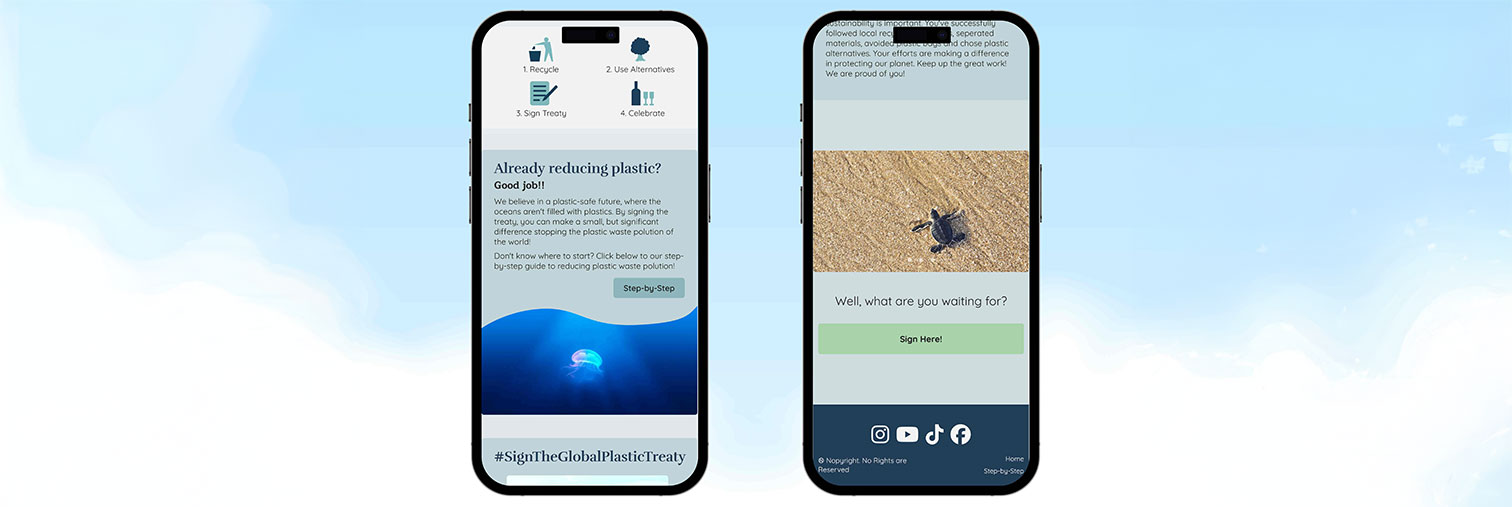 1. Recycle
2. Use Alternatives
3. Sign Treaty
4. Celebrate
Already reducing plastic?
Good job!!
We believe in a plastic-safe future, where the
oceans aren't filled with plastics. By signing the
treaty, you can make a small, but significant
difference stopping the plastic waste polution of
the world!
Don't know where to start? Click below to our step-
by-step guide to reducing plastic waste polution!
Step-by-Step
#SignTheGlobalPlasticTreaty
sustainability is important. You've successfully
followed local recy s, seperated
materials, avoided plastic bags and chose plastic
alternatives. Your efforts are making a difference
in protecting our planet. Keep up the great work!
We are proud of you!
Well, what are you waiting for?
Sign Here!
© Nopyright. No Rights are
Reserved
Home
Step-by-Step